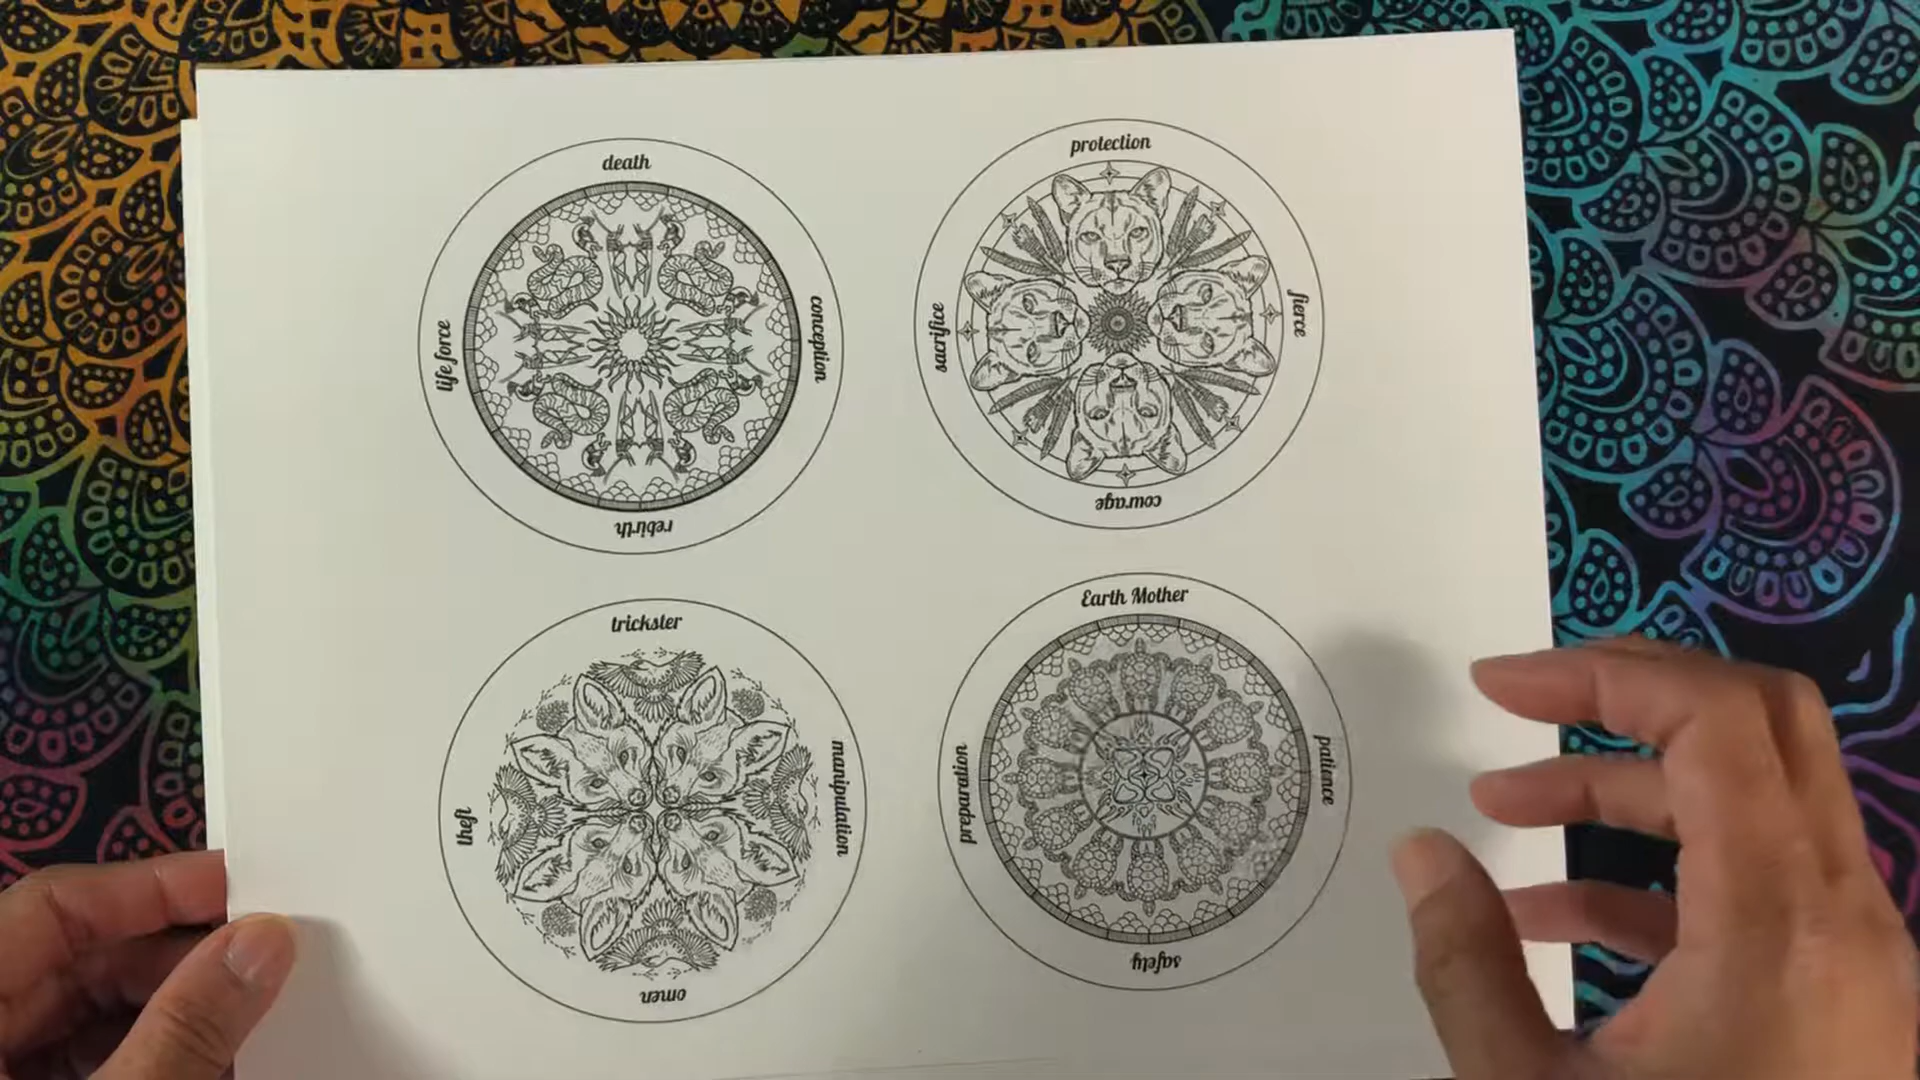 death
conception
rebirth
life force
protection
fierce
courage
sacrifice
trickster
manipulation
omen
theft
Earth Mother
patience
safety
preparation